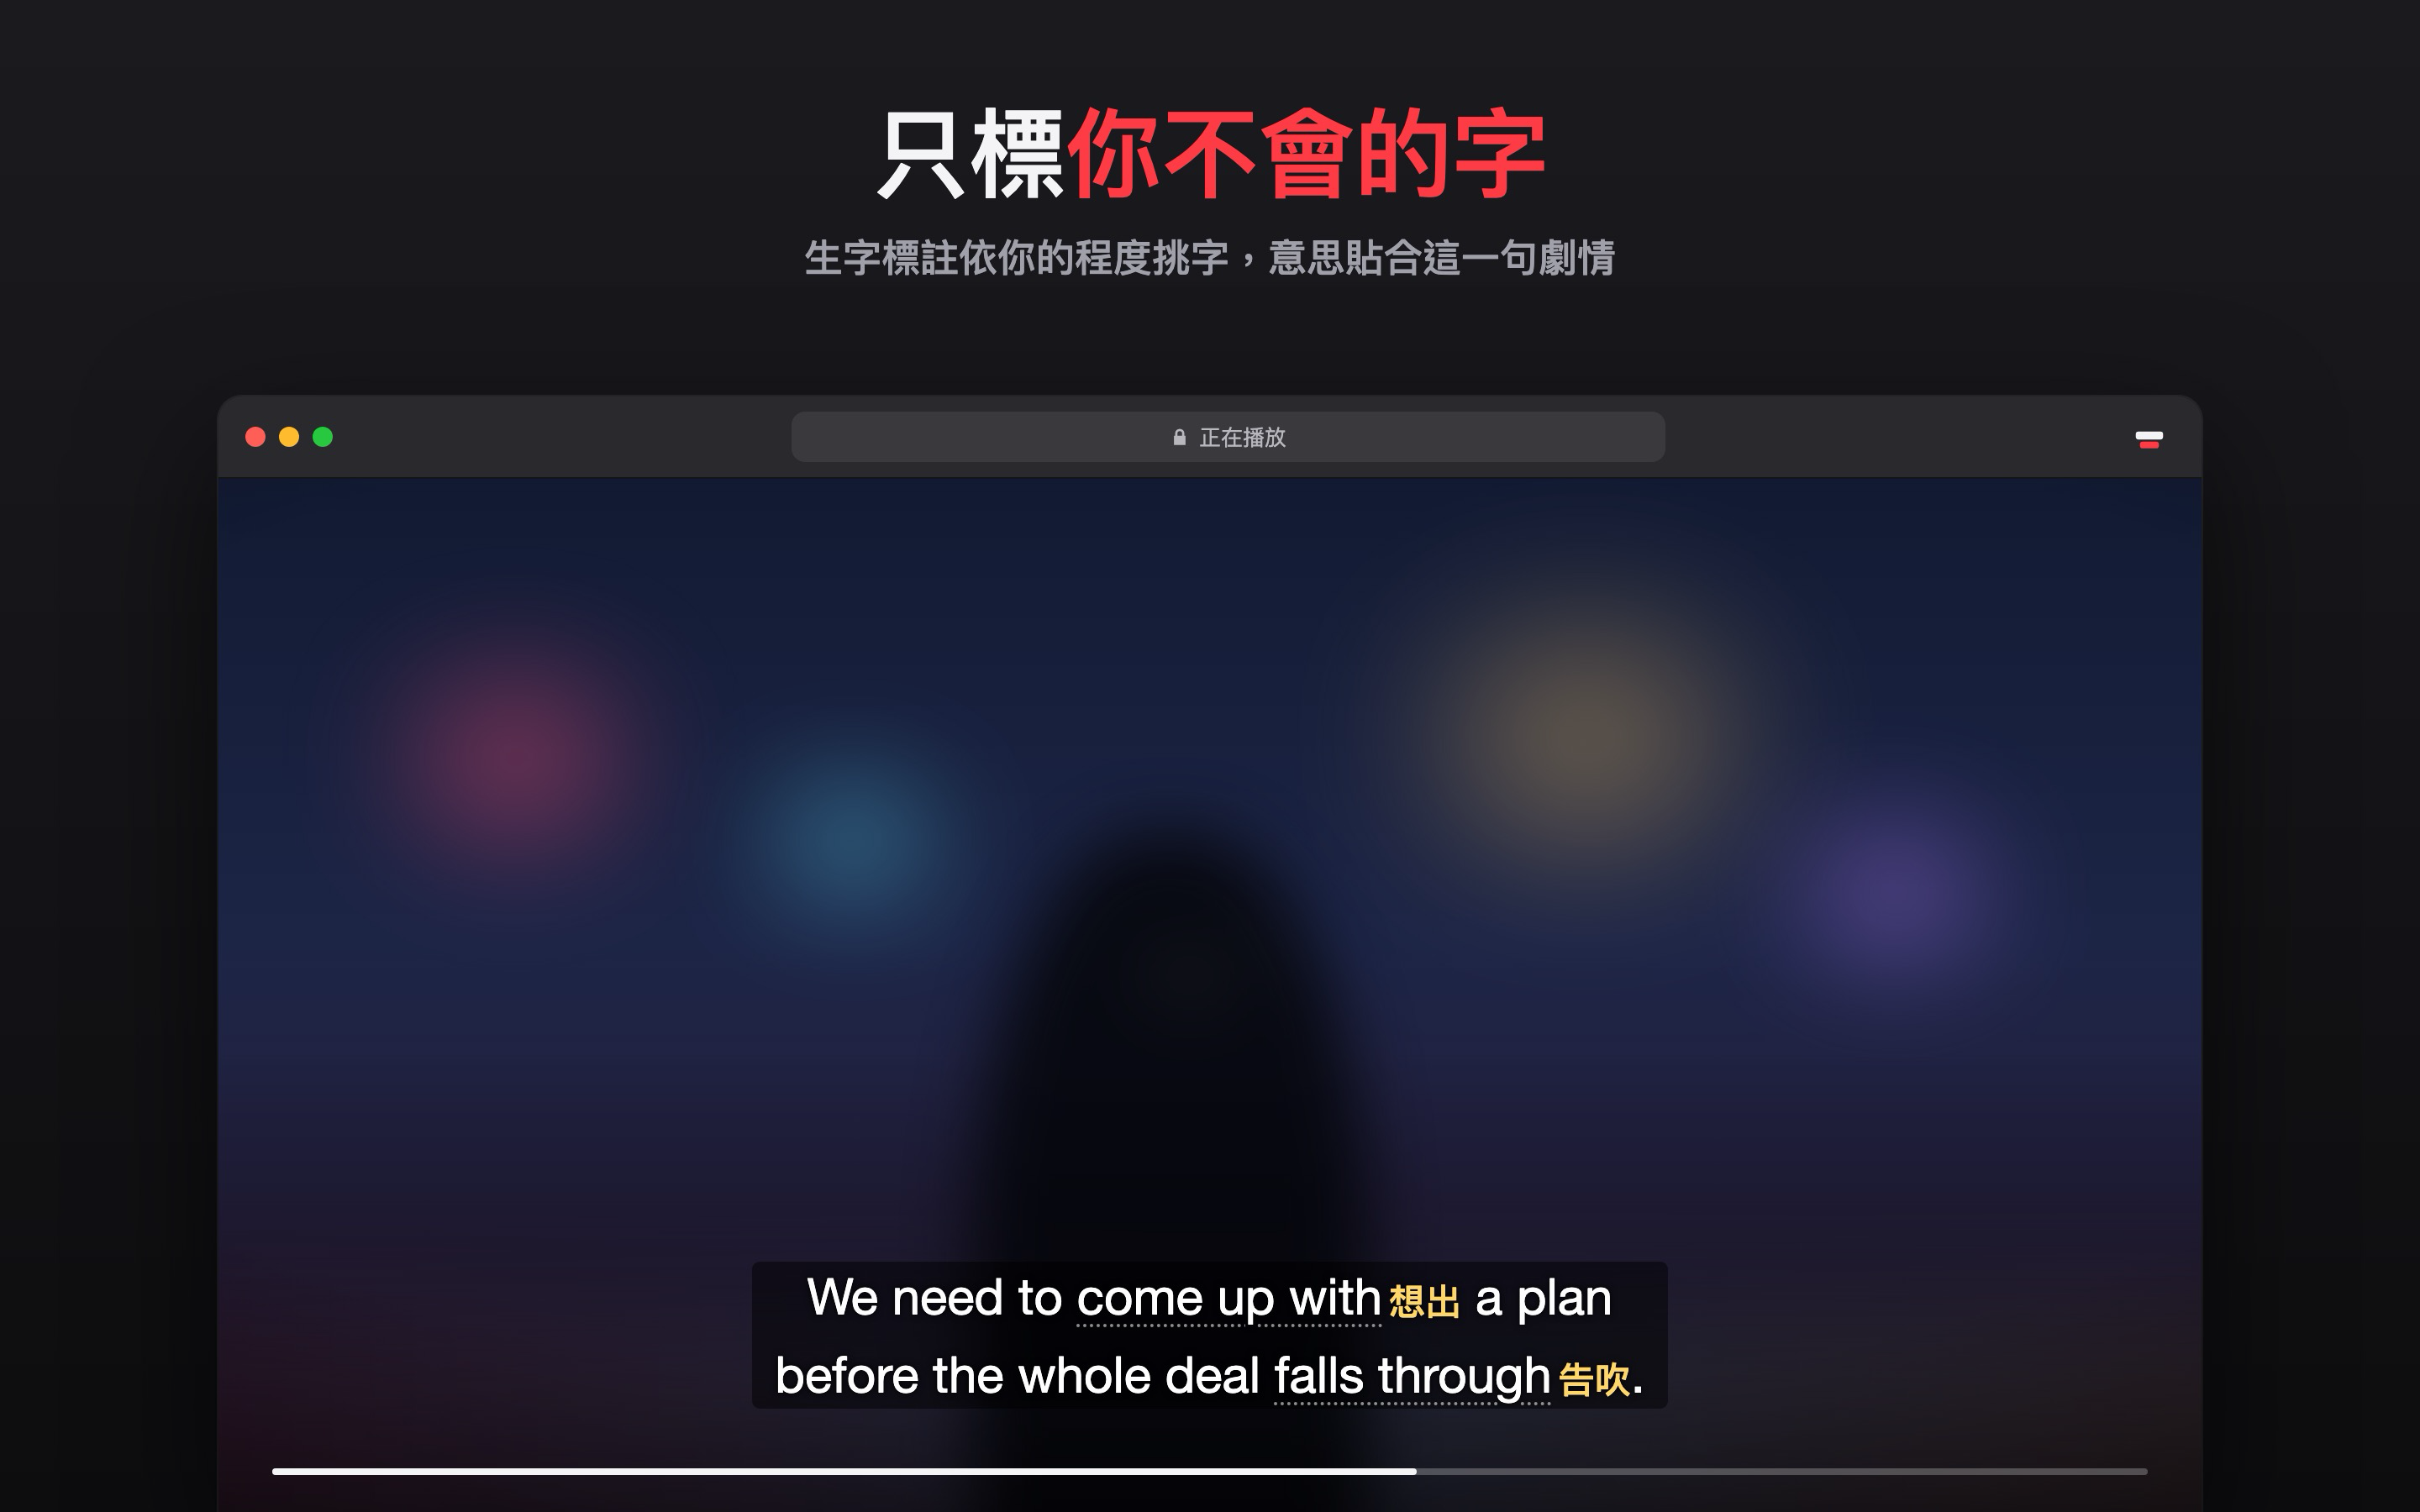 只標你不會的字
生字標註依你的程度挑字，意思貼合這一句劇情
正在播放
We need to come up with 想出 a plan
before the whole deal falls through 告吹.